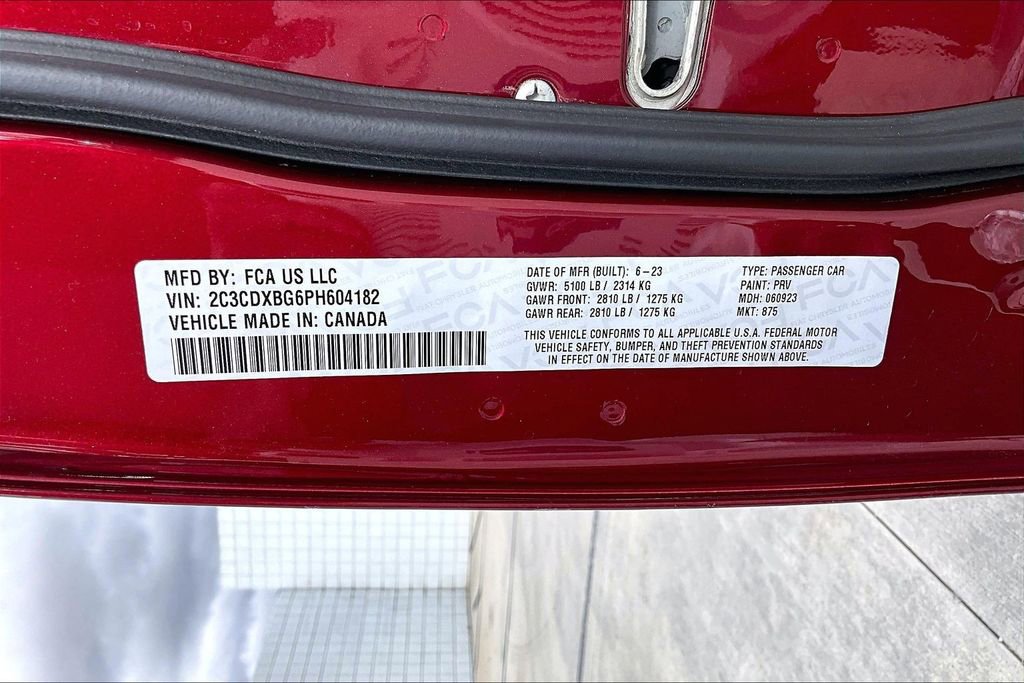 MFD BY: FCA US LLC
VIN: 2C3CDXBG6PH604182
VEHICLE MADE IN: CANADA
DATE OF MFR (BUILT): 6-23
GVWR: 5100 LB / 2314 KG
GAWR FRONT: 2810 LB / 1275 KG
GAWR REAR: 2810 LB / 1275 KG
TYPE: PASSENGER CAR
PAINT: PRV
MDH: 060923
MKT: 875
THIS VEHICLE CONFORMS TO ALL APPLICABLE U.S.A. FEDERAL MOTOR
VEHICLE SAFETY, BUMPER, AND THEFT PREVENTION STANDARDS
IN EFFECT ON THE DATE OF MANUFACTURE SHOWN ABOVE.